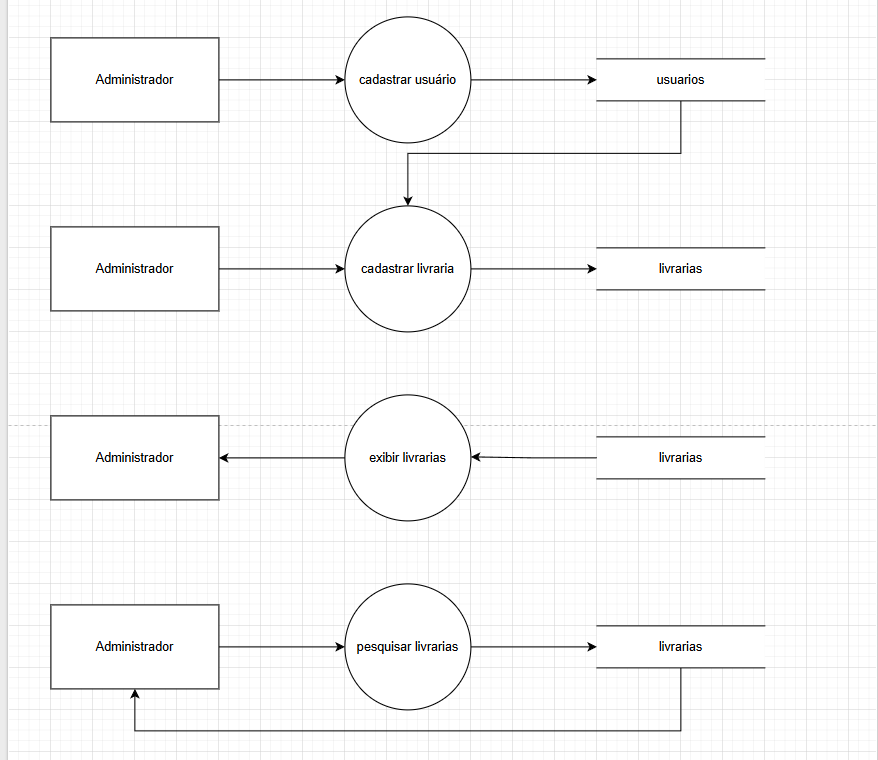 Administrador
cadastrar usuário
usuarios
Administrador
cadastrar livraria
livrarias
Administrador
exibir livrarias
livrarias
Administrador
pesquisar livrarias
livrarias